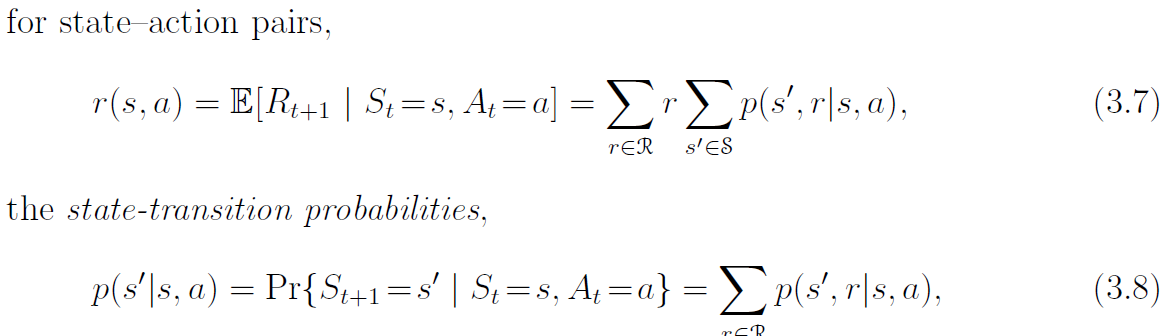 for state–action pairs,
r(s, a) = 𝔼[R_{t+1} | S_t = s, A_t = a] = ∑_{r∈ℛ} r ∑_{s′∈𝒮} p(s′, r|s, a), (3.7)
the state-transition probabilities,
p(s′|s, a) = Pr{S_{t+1} = s′ | S_t = s, A_t = a} = ∑_{r∈ℛ} p(s′, r|s, a), (3.8)